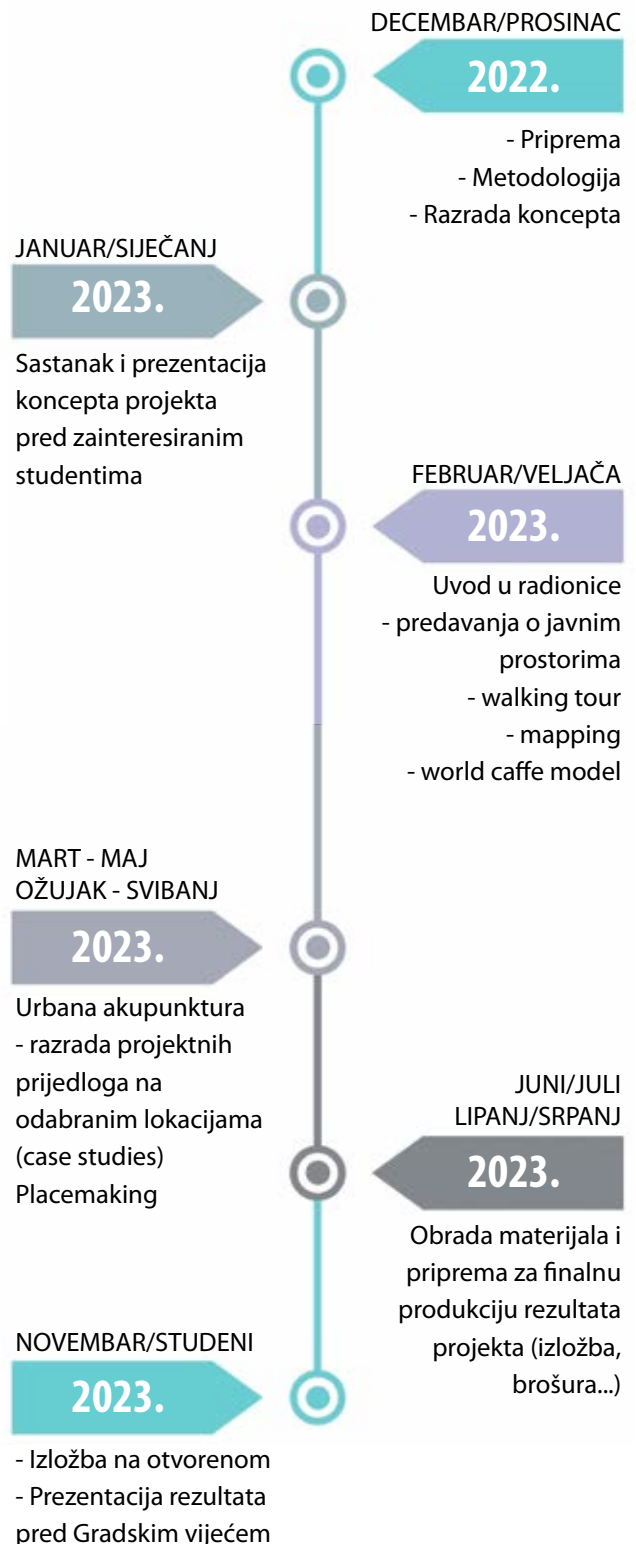 DECEMBAR/PROSINAC
2022.
- Priprema
- Metodologija
- Razrada koncepta
JANUAR/SIJEČANJ
2023.
Sastanak i prezentacija
koncepta projekta
pred zainteresiranim
studentima
FEBRUAR/VELJAČA
2023.
Uvod u radionice
- predavanja o javnim
prostorima
- walking tour
- mapping
- world caffe model
MART - MAJ
OŽUJAK - SVIBANJ
2023.
Urbana akupunktura
- razrada projektnih
prijedloga na
odabranim lokacijama
(case studies)
Placemaking
JUNI/JULI
LIPANJ/SRPANJ
2023.
Obrada materijala i
priprema za finalnu
produkciju rezultata
projekta (izložba,
brošura...)
NOVEMBAR/STUDENI
2023.
- Izložba na otvorenom
- Prezentacija rezultata
pred Gradskim vijećem